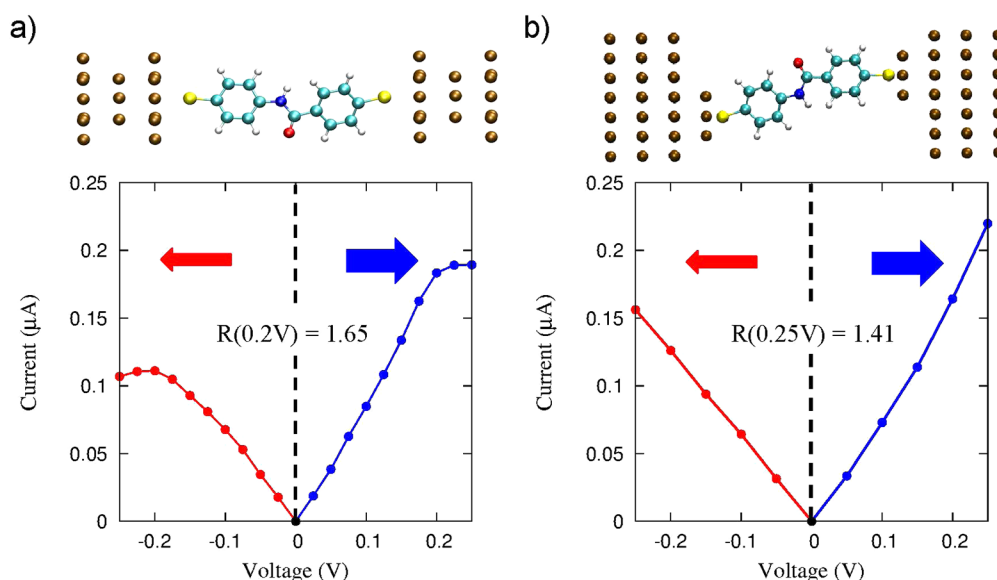 a)
0.25
0.2
0.15
0.1
0.05
0
Current (μA)
R(0.2V) = 1.65
-0.2 -0.1 0 0.1 0.2
Voltage (V)
b)
0.25
0.2
0.15
0.1
0.05
0
Current (μA)
R(0.25V) = 1.41
-0.2 -0.1 0 0.1 0.2
Voltage (V)